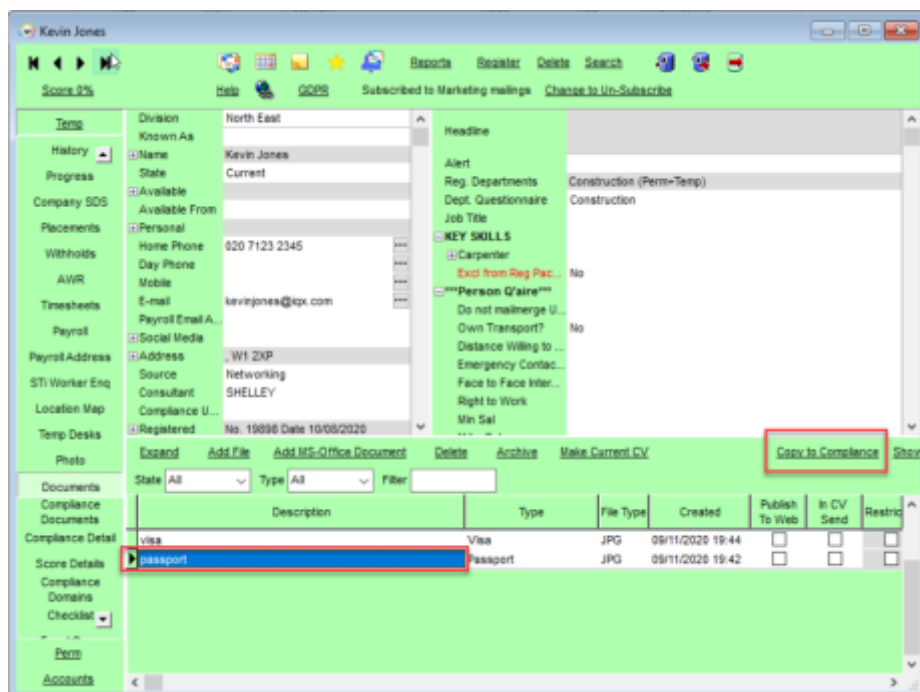 Kevin Jones
Reports Register Delete Search
Score 0% Help GDPR Subscribed to Marketing mailings Change to Un-Subscribe
Temp
History
Progress
Company SDS
Placements
Withholds
AWR
Timesheets
Payroll
Payroll Address
STi Worker Enq
Location Map
Temp Desks
Photo
Documents
Compliance
Documents
Compliance Detail
Score Details
Compliance
Domains
Checklist
Perm
Accounts
Division North East
Known As
Name Kevin Jones
State Current
Available
Available From
Personal
Home Phone 020 7123 2345
Day Phone
Mobile
E-mail kevinjones@iqx.com
Payroll Email A...
Social Media
Address , W1 2XP
Source Networking
Consultant SHELLEY
Compliance U...
Registered No. 19898 Date 10/08/2020
Headline
Alert
Reg. Departments Construction (Perm+Temp)
Dept. Questionnaire Construction
Job Title
KEY SKILLS
Carpenter
Excl from Reg Pac... No
***Person Q'aire***
Do not mailmerge U...
Own Transport? No
Distance Willing to ...
Emergency Contac...
Face to Face Inter...
Right to Work
Min Sal
Expand Add File Add MS-Office Document Delete Archive Make Current CV Copy to Compliance Show
State All Type All Filter
Description Type File Type Created Publish To Web In CV Send Restric
visa Visa JPG 09/11/2020 19:44
passport Passport JPG 09/11/2020 19:42